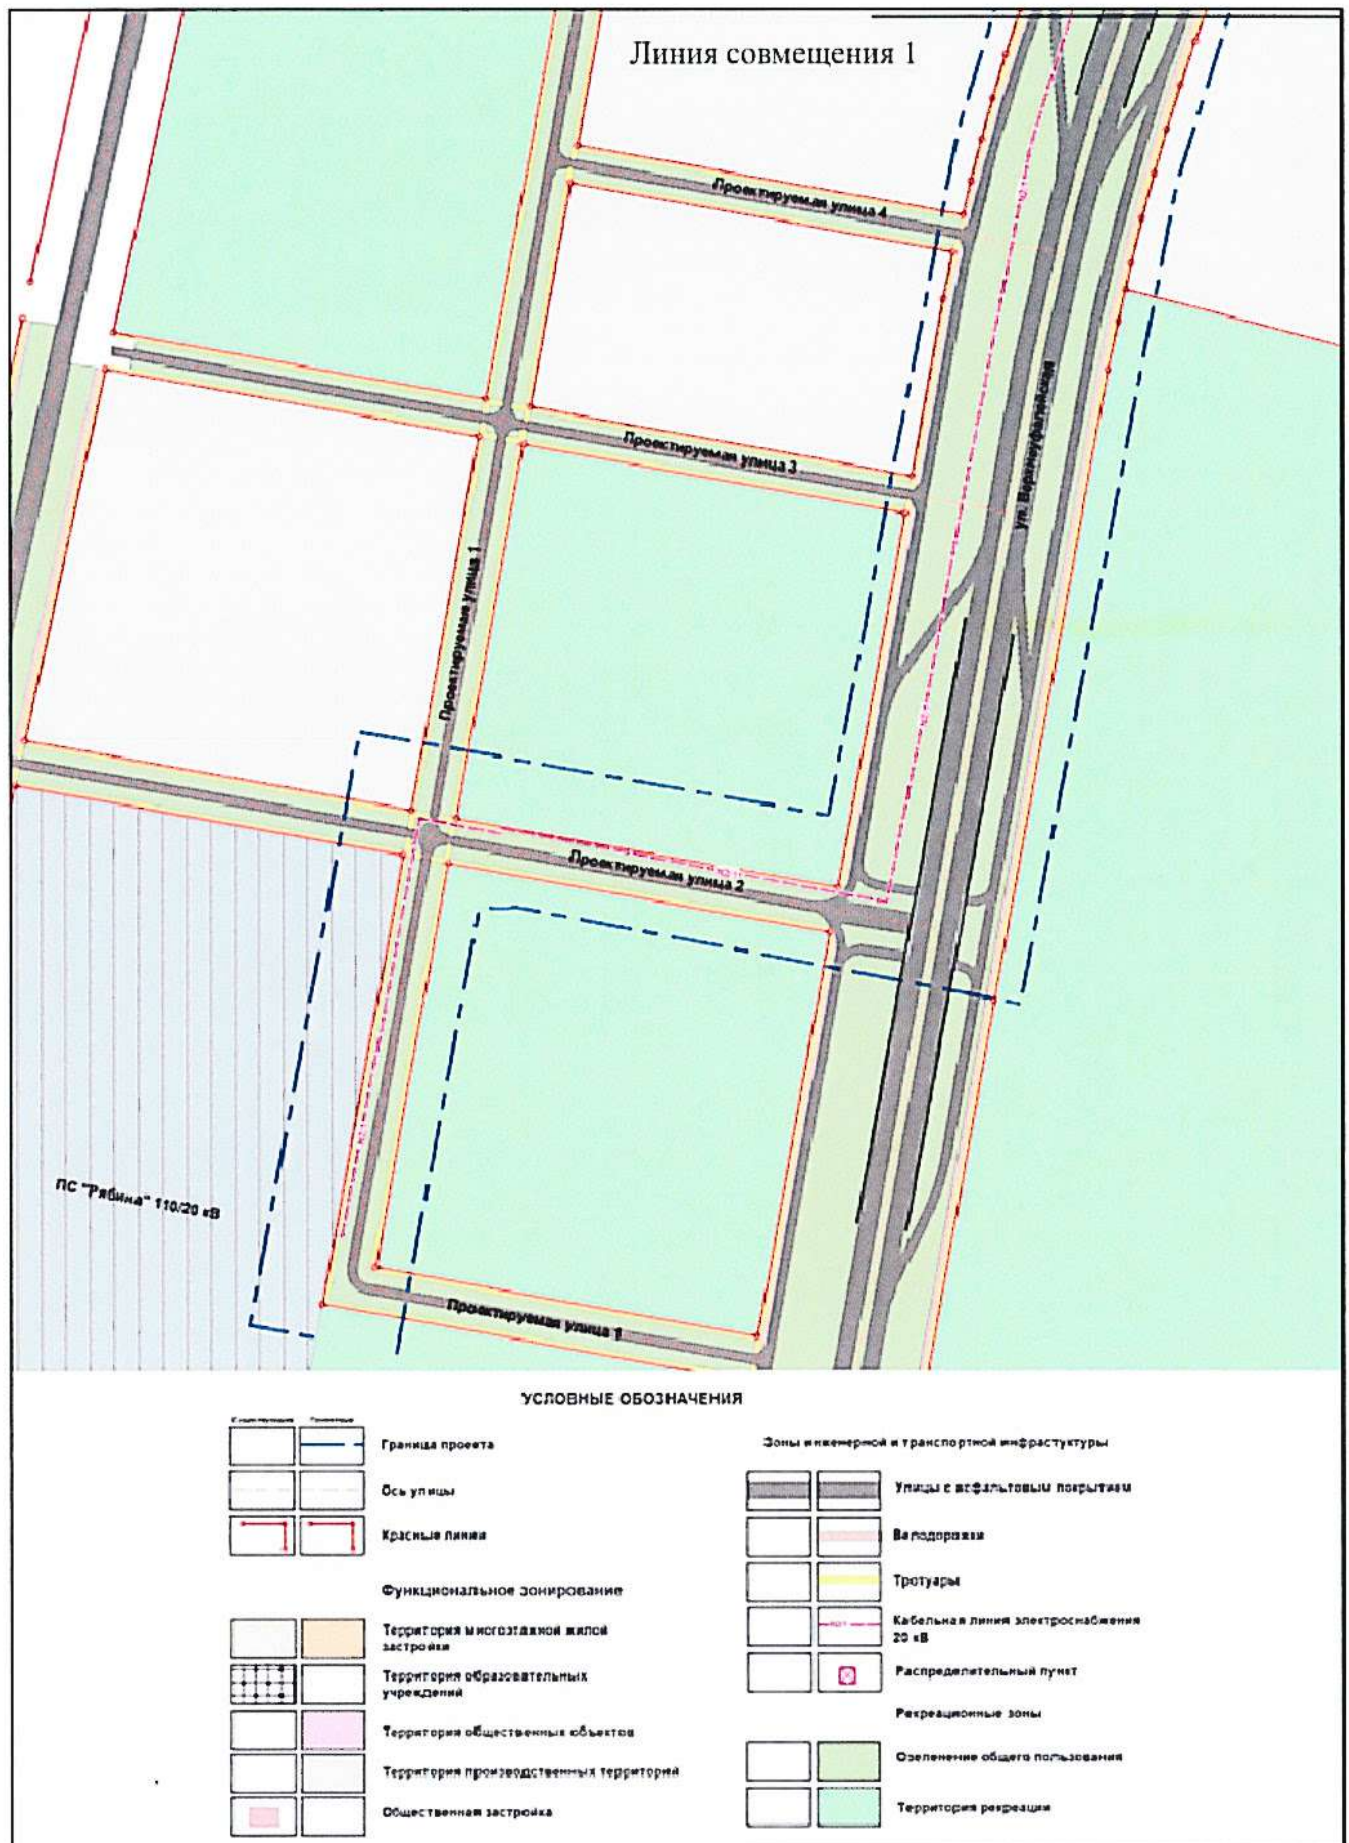 Линия совмещения 1
Проектируемая улица 4
ул. Верхнеуфалейская
Проектируемая улица 3
Проектируемая улица 1
Проектируемая улица 2
ПС "Рябина" 110/20 кВ
Проектируемая улица 1
УСЛОВНЫЕ ОБОЗНАЧЕНИЯ
Граница проекта
Ось улицы
Красные линии
Функциональное зонирование
Территория многоэтажной жилой
застройки
Территория образовательных
учреждений
Территория общественных объектов
Территория производственных территорий
Общественная застройка
Зоны инженерной и транспортной инфрастуктуры
Улицы с асфальтовым покрытием
Велодорожки
Тротуары
Кабельная линия электроснабжения
20 кВ
Распределительный пункт
Рекреационные зоны
Озеленение общего пользования
Территория рекреации